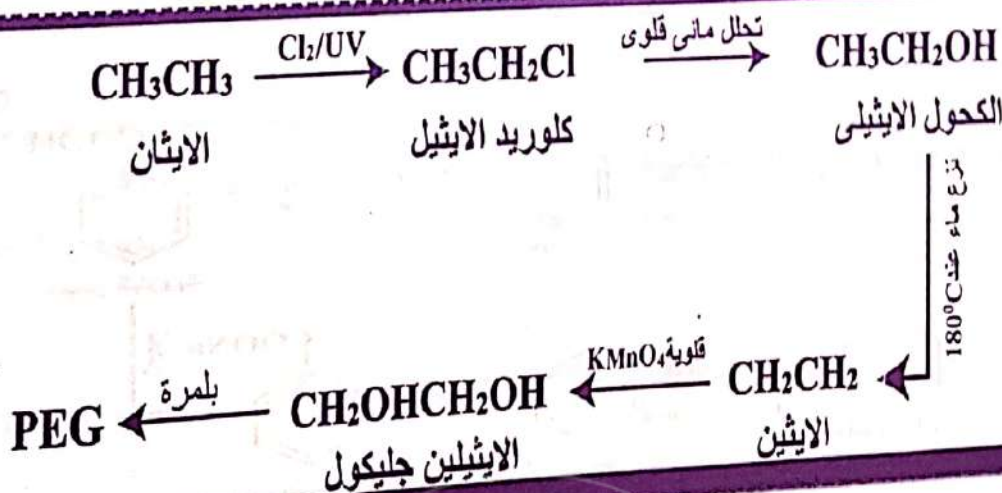 CH₃CH₃ Cl₂/UV CH₃CH₂Cl تحلل مائى قلوى CH₃CH₂OH
الايثان كلوريد الايثيل الكحول الايثيلى
نزع ماء عند 180⁰C
PEG بلمرة CH₂OHCH₂OH KMnO₄ قلوية CH₂CH₂
الايثيلين جليكول الايثين